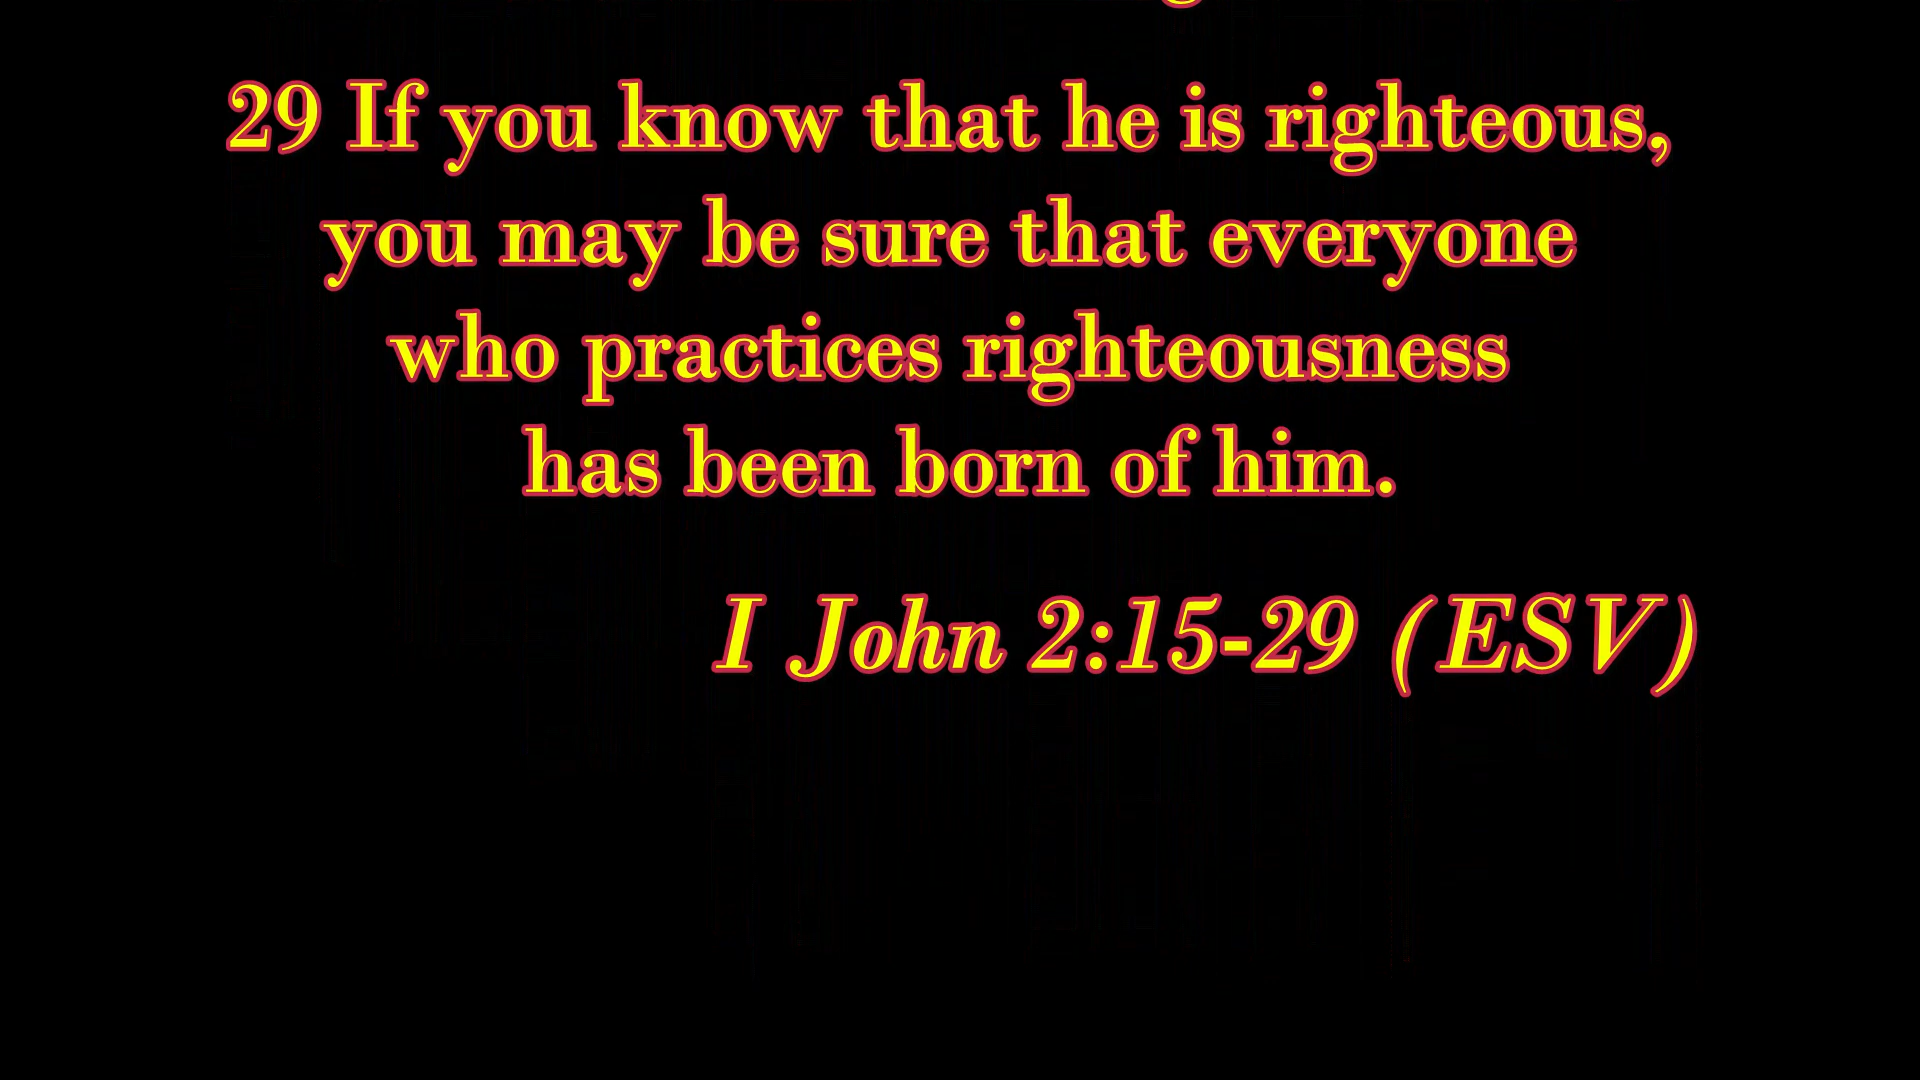 29 If you know that he is righteous,
you may be sure that everyone
who practices righteousness
has been born of him.
I John 2:15-29 (ESV)